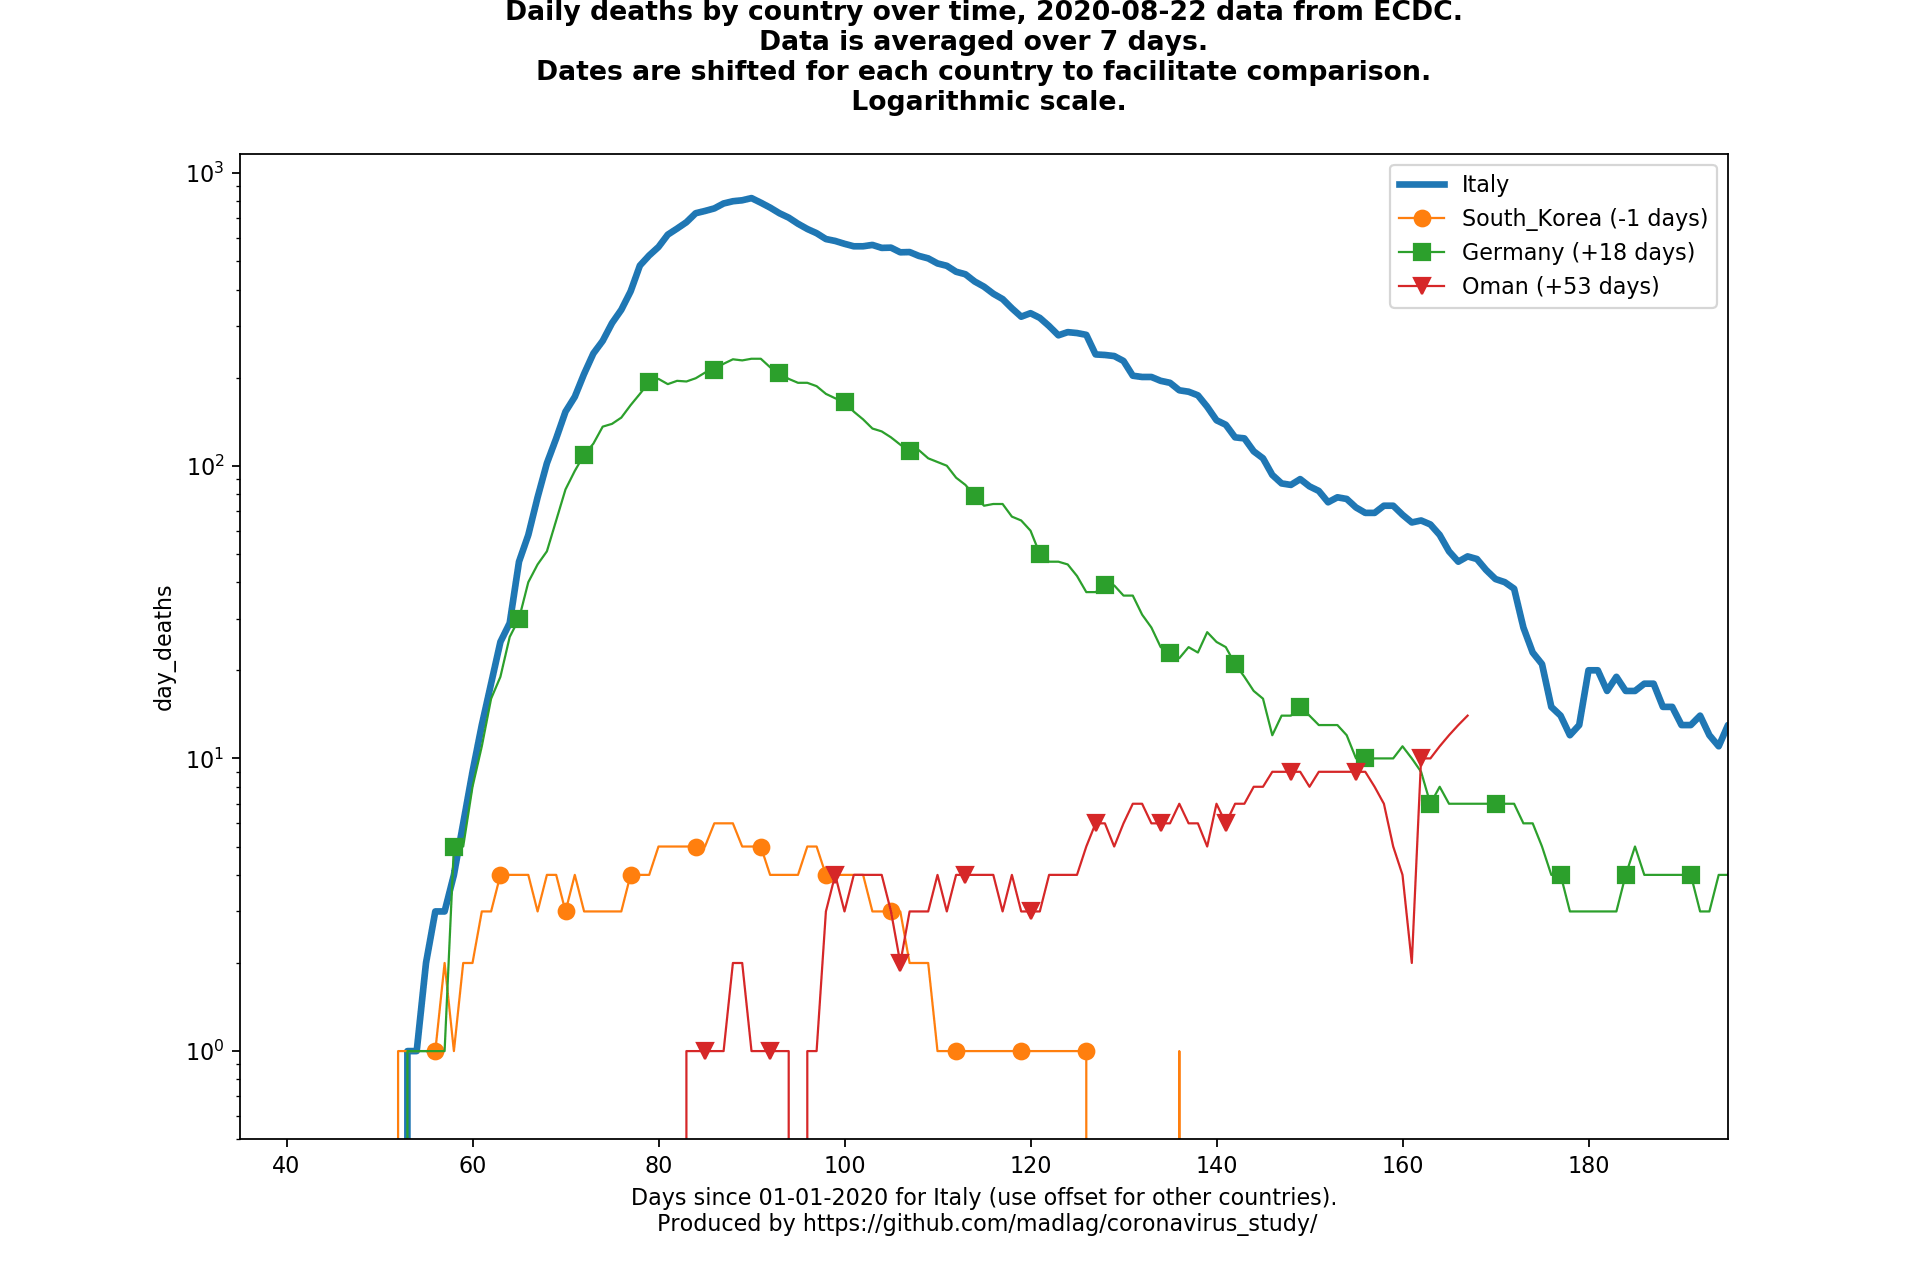 Daily deaths by country over time, 2020-08-22 data from ECDC.
Data is averaged over 7 days.
Dates are shifted for each country to facilitate comparison.
Logarithmic scale.
10³
10²
10¹
10⁰
day_deaths
Italy
South_Korea (-1 days)
Germany (+18 days)
Oman (+53 days)
40 60 80 100 120 140 160 180
Days since 01-01-2020 for Italy (use offset for other countries).
Produced by https://github.com/madlag/coronavirus_study/